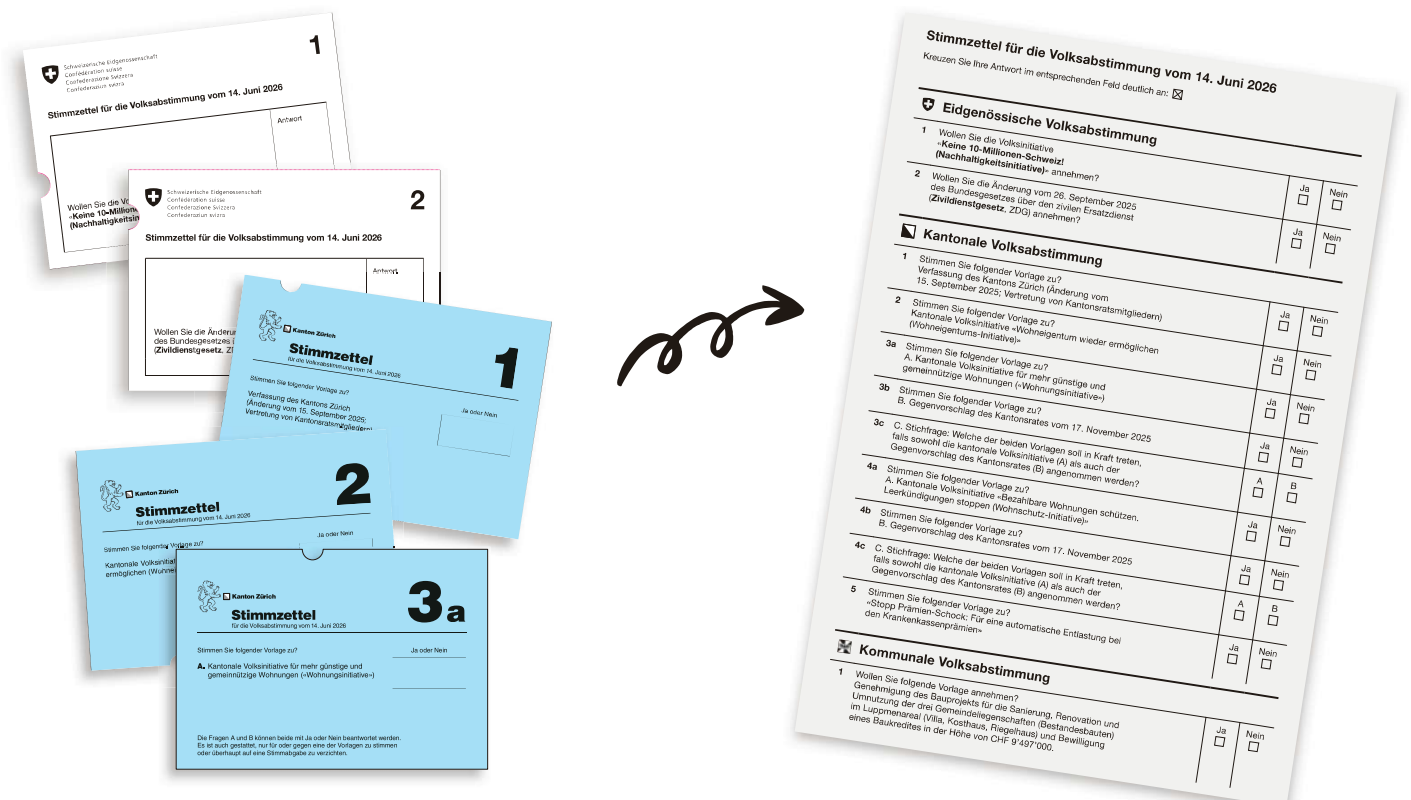 1
Schweizerische Eidgenossenschaft
Confédération suisse
Confederazione Svizzera
Confederaziun svizra
Stimmzettel für die Volksabstimmung vom 14. Juni 2026
Antwort
Wollen Sie die
«Keine 10-Million
(Nachhaltigkeitsin
2
Schweizerische Eidgenossenschaft
Confédération suisse
Confederazione Svizzera
Confederaziun svizra
Stimmzettel für die Volksabstimmung vom 14. Juni 2026
Antwort
Wollen Sie die Änderu
des Bundesgesetzes
(Zivildienstgesetz,
1
Kanton Zürich
Stimmzettel
für die Volksabstimmung vom 14. Juni 2026
Stimmen Sie folgender Vorlage zu?
Ja oder Nein
Verfassung des Kantons Zürich
(Änderung vom 15. September 2025;
Vertretung von Kantonsratsmitgliedern)
2
Kanton Zürich
Stimmzettel
für die Volksabstimmung vom 14. Juni 2026
Stimmen Sie folgender Vorlage zu?
Ja oder Nein
Kantonale Volksinitiat
ermöglichen
3a
Kanton Zürich
Stimmzettel
für die Volksabstimmung vom 14. Juni 2026
Stimmen Sie folgender Vorlage zu?
Ja oder Nein
A. Kantonale Volksinitiative für mehr günstige und
gemeinnützige Wohnungen («Wohnungsinitiative»)
Die Fragen A und B können beide mit Ja oder Nein beantwortet werden.
Es ist auch gestattet, nur für oder gegen eine der Vorlagen zu stimmen
oder überhaupt auf eine Stimmabgabe zu verzichten.
Stimmzettel für die Volksabstimmung vom 14. Juni 2026
Kreuzen Sie Ihre Antwort im entsprechenden Feld deutlich an:
Eidgenössische Volksabstimmung
1 Wollen Sie die Volksinitiative
«Keine 10-Millionen-Schweiz!
(Nachhaltigkeitsinitiative)» annehmen?
Ja Nein
2 Wollen Sie die Änderung vom 26. September 2025
des Bundesgesetzes über den zivilen Ersatzdienst
(Zivildienstgesetz, ZDG) annehmen?
Ja Nein
Kantonale Volksabstimmung
1 Stimmen Sie folgender Vorlage zu?
Verfassung des Kantons Zürich (Änderung vom
15. September 2025; Vertretung von Kantonsratsmitgliedern)
Ja Nein
2 Stimmen Sie folgender Vorlage zu?
Kantonale Volksinitiative «Wohneigentum wieder ermöglichen
(Wohneigentums-Initiative)»
Ja Nein
3a Stimmen Sie folgender Vorlage zu?
A. Kantonale Volksinitiative für mehr günstige und
gemeinnützige Wohnungen («Wohnungsinitiative»)
Ja Nein
3b Stimmen Sie folgender Vorlage zu?
B. Gegenvorschlag des Kantonsrates vom 17. November 2025
Ja Nein
3c C. Stichfrage: Welche der beiden Vorlagen soll in Kraft treten,
falls sowohl die kantonale Volksinitiative (A) als auch der
Gegenvorschlag des Kantonsrates (B) angenommen werden?
A B
4a Stimmen Sie folgender Vorlage zu?
A. Kantonale Volksinitiative «Bezahlbare Wohnungen schützen.
Leerkündigungen stoppen (Wohnschutz-Initiative)»
Ja Nein
4b Stimmen Sie folgender Vorlage zu?
B. Gegenvorschlag des Kantonsrates vom 17. November 2025
Ja Nein
4c C. Stichfrage: Welche der beiden Vorlagen soll in Kraft treten,
falls sowohl die kantonale Volksinitiative (A) als auch der
Gegenvorschlag des Kantonsrates (B) angenommen werden?
A B
5 Stimmen Sie folgender Vorlage zu?
«Stopp Prämien-Schock: Für eine automatische Entlastung bei
den Krankenkassenprämien»
Ja Nein
Kommunale Volksabstimmung
1 Wollen Sie folgende Vorlage annehmen?
Genehmigung des Bauprojekts für die Sanierung, Renovation und
Umnutzung der drei Gemeindeliegenschaften (Bestandesbauten)
im Luppmenareal (Villa, Kosthaus, Riegelhaus) und Bewilligung
eines Baukredites in der Höhe von CHF 9'497'000.
Ja Nein